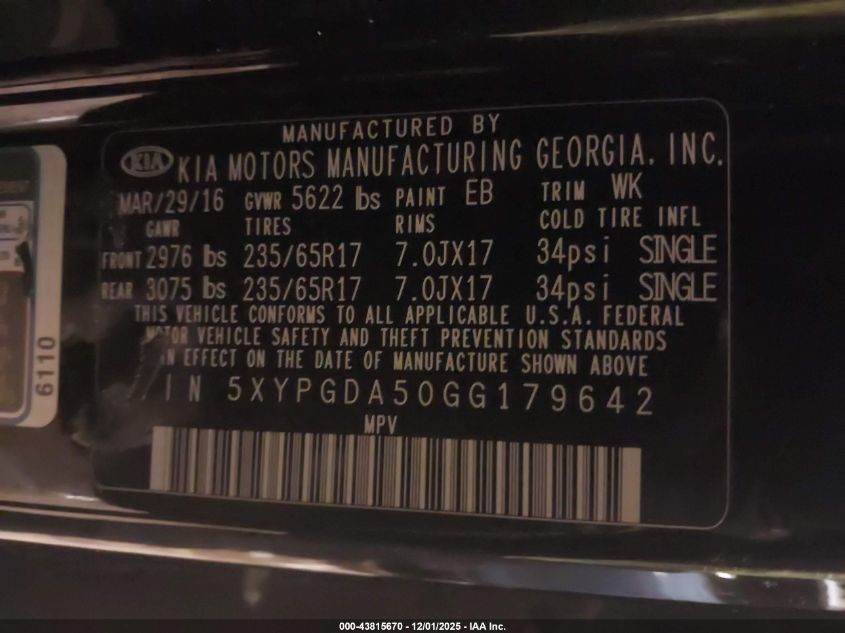 MANUFACTURED BY
KIA KIA MOTORS MANUFACTURING GEORGIA, INC.
MAR/29/16 GVWR 5622 lbs PAINT EB TRIM WK
GAWR TIRES RIMS COLD TIRE INFL
FRONT 2976 lbs 235/65R17 7.0JX17 34psi SINGLE
REAR 3075 lbs 235/65R17 7.0JX17 34psi SINGLE
THIS VEHICLE CONFORMS TO ALL APPLICABLE U.S.A. FEDERAL
MOTOR VEHICLE SAFETY AND THEFT PREVENTION STANDARDS
IN EFFECT ON THE DATE OF MANUFACTURE SHOWN ABOVE
IN 5XYPGDA50GG179642
MPV
6110
000-43815670 - 12/01/2025 - IAA Inc.